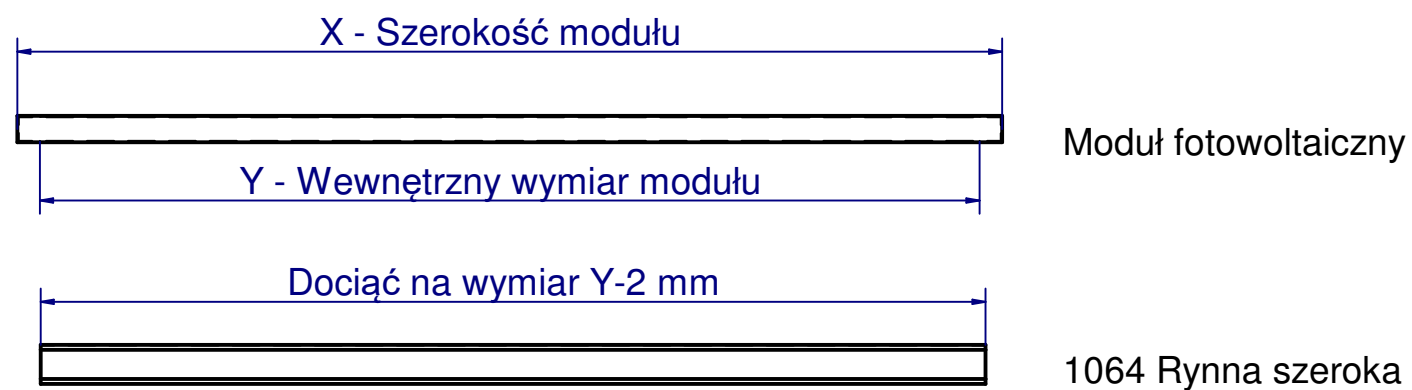 X - Szerokość modułu
Moduł fotowoltaiczny
Y - Wewnętrzny wymiar modułu
Dociąć na wymiar Y-2 mm
1064 Rynna szeroka